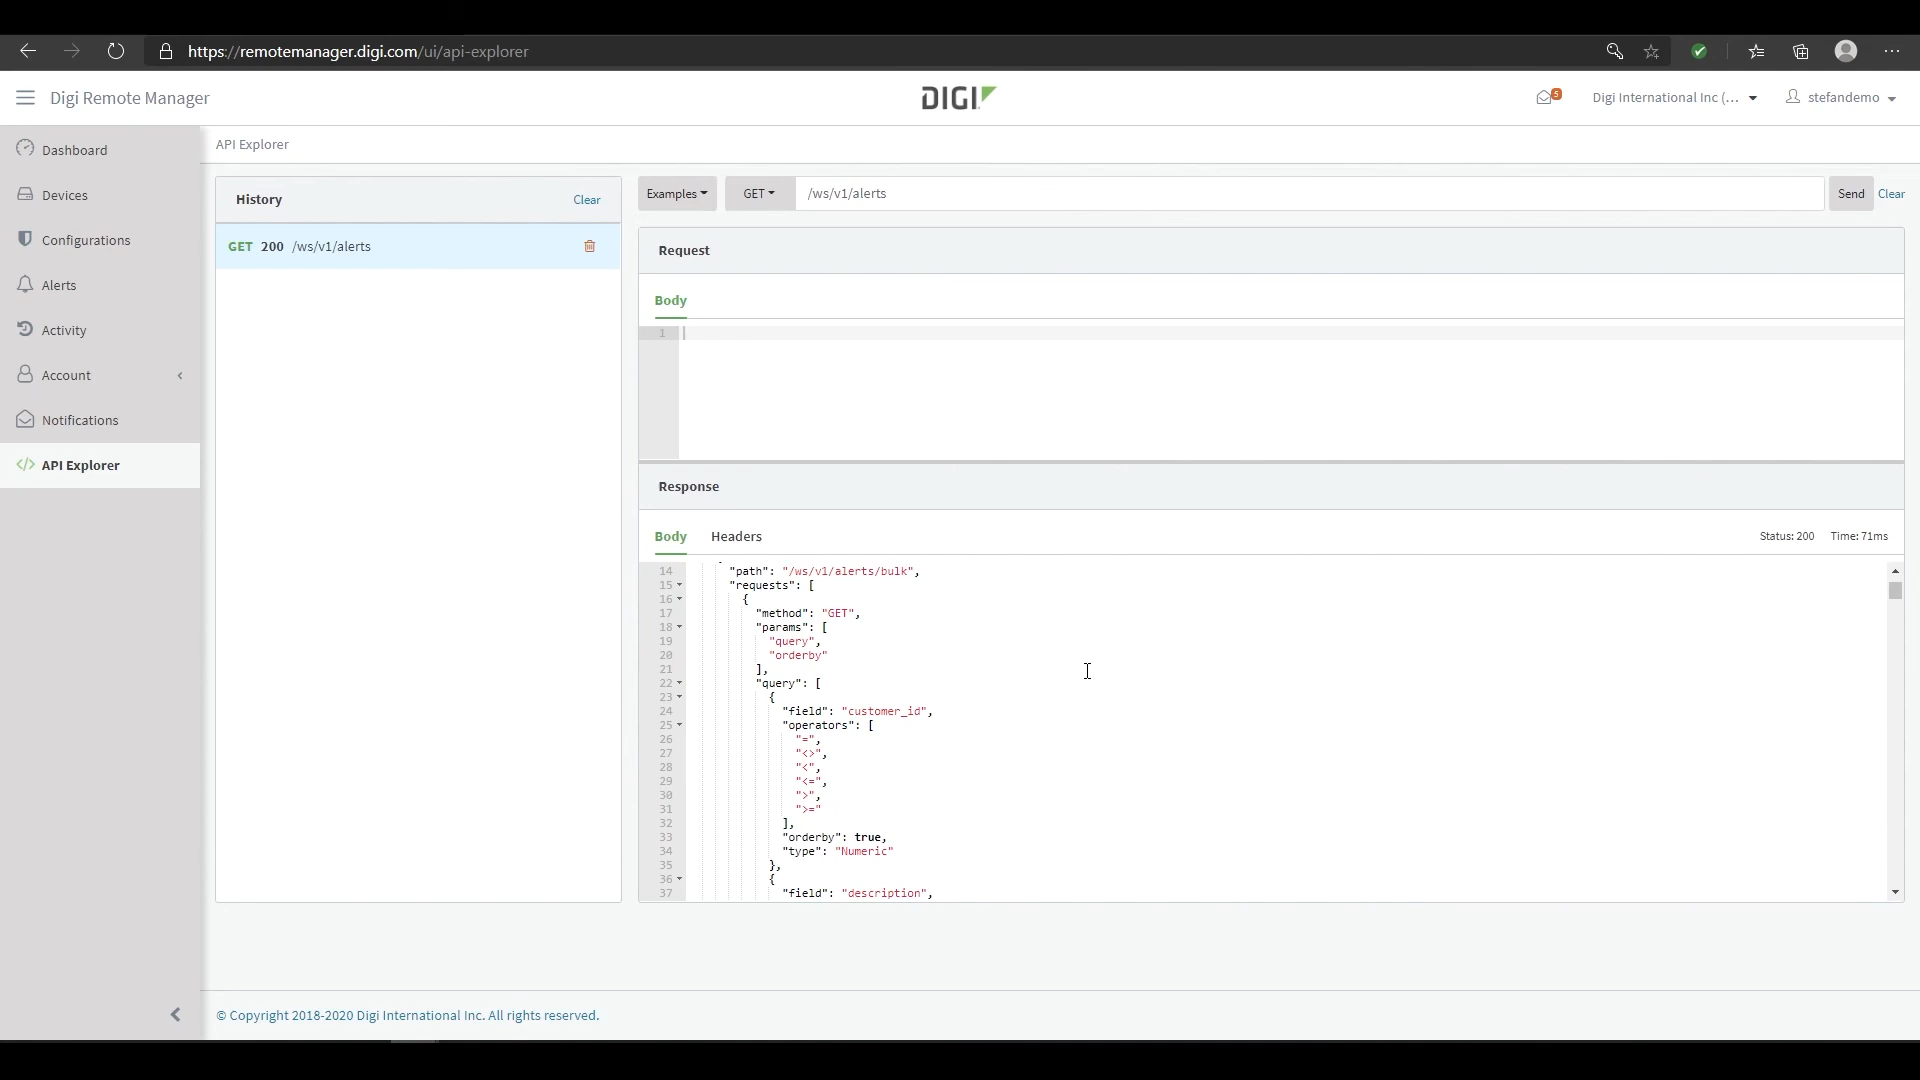 https://remotemanager.digi.com/ui/api-explorer
Digi Remote Manager
DIGI
5
Digi International Inc (...
stefandemo
Dashboard
Devices
Configurations
Alerts
Activity
Account
Notifications
API Explorer
API Explorer
History
Clear
GET 200 /ws/v1/alerts
Examples
GET
/ws/v1/alerts
Send
Clear
Request
Body
1
Response
Body
Headers
Status: 200
Time: 71ms
14 "path": "/ws/v1/alerts/bulk",
15 "requests": [
16 {
17 "method": "GET",
18 "params": [
19 "query",
20 "orderby"
21 ],
22 "query": [
23 {
24 "field": "customer_id",
25 "operators": [
26 "=",
27 "<>",
28 "<",
29 "<=",
30 ">",
31 ">="
32 ],
33 "orderby": true,
34 "type": "Numeric"
35 },
36 {
37 "field": "description",
© Copyright 2018-2020 Digi International Inc. All rights reserved.